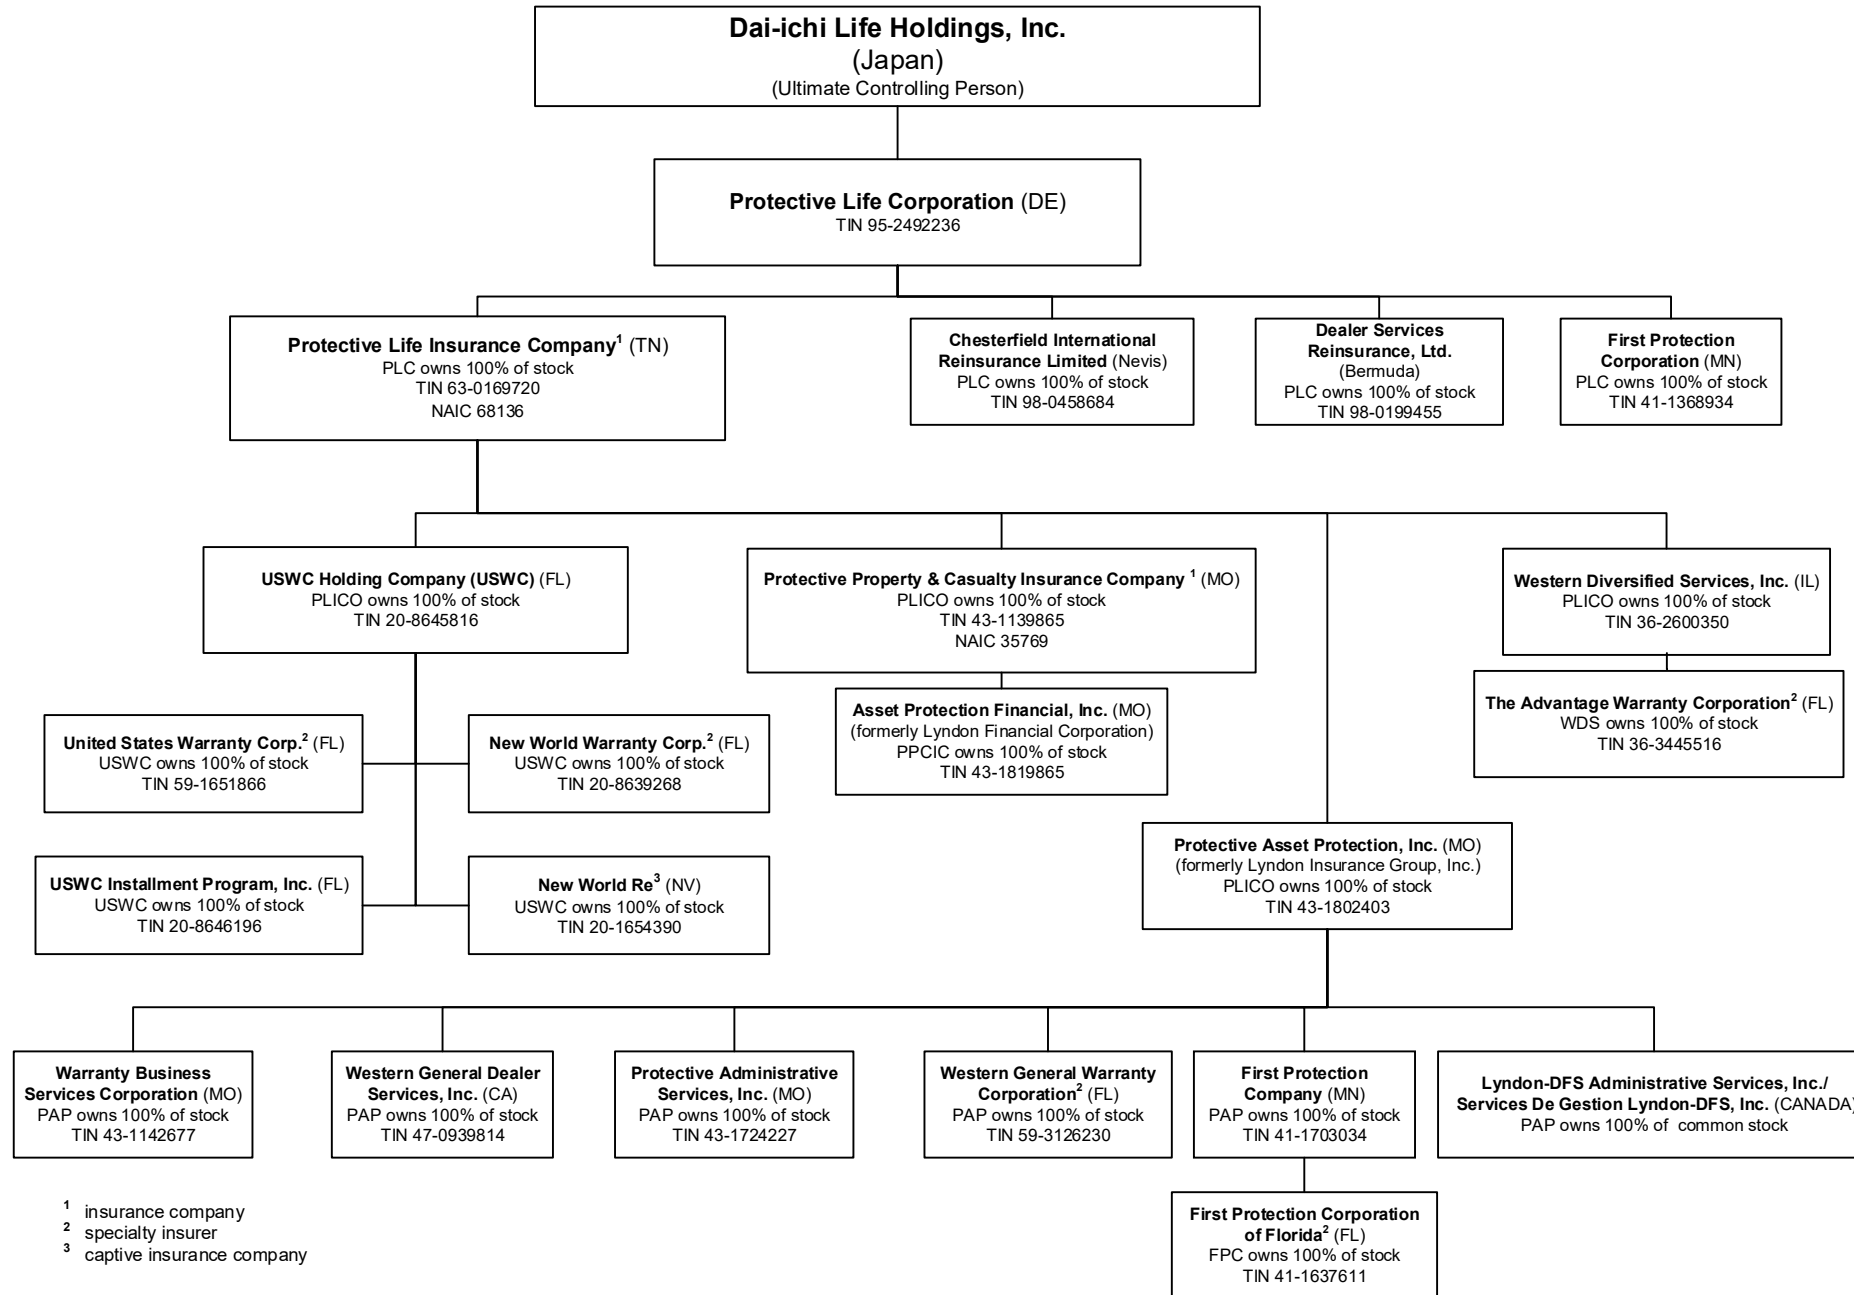 Dai-ichi Life Holdings, Inc.
(Japan)
(Ultimate Controlling Person)
Protective Life Corporation (DE)
TIN 95-2492236
Protective Life Insurance Company¹ (TN)
PLC owns 100% of stock
TIN 63-0169720
NAIC 68136
Chesterfield International
Reinsurance Limited (Nevis)
PLC owns 100% of stock
TIN 98-0458684
Dealer Services
Reinsurance, Ltd.
(Bermuda)
PLC owns 100% of stock
TIN 98-0199455
First Protection
Corporation (MN)
PLC owns 100% of stock
TIN 41-1368934
USWC Holding Company (USWC) (FL)
PLICO owns 100% of stock
TIN 20-8645816
Protective Property & Casualty Insurance Company ¹ (MO)
PLICO owns 100% of stock
TIN 43-1139865
NAIC 35769
Western Diversified Services, Inc. (IL)
PLICO owns 100% of stock
TIN 36-2600350
The Advantage Warranty Corporation² (FL)
WDS owns 100% of stock
TIN 36-3445516
Asset Protection Financial, Inc. (MO)
(formerly Lyndon Financial Corporation)
PPCIC owns 100% of stock
TIN 43-1819865
United States Warranty Corp.² (FL)
USWC owns 100% of stock
TIN 59-1651866
New World Warranty Corp.² (FL)
USWC owns 100% of stock
TIN 20-8639268
USWC Installment Program, Inc. (FL)
USWC owns 100% of stock
TIN 20-8646196
New World Re³ (NV)
USWC owns 100% of stock
TIN 20-1654390
Protective Asset Protection, Inc. (MO)
(formerly Lyndon Insurance Group, Inc.)
PLICO owns 100% of stock
TIN 43-1802403
Warranty Business
Services Corporation (MO)
PAP owns 100% of stock
TIN 43-1142677
Western General Dealer
Services, Inc. (CA)
PAP owns 100% of stock
TIN 47-0939814
Protective Administrative
Services, Inc. (MO)
PAP owns 100% of stock
TIN 43-1724227
Western General Warranty
Corporation² (FL)
PAP owns 100% of stock
TIN 59-3126230
First Protection
Company (MN)
PAP owns 100% of stock
TIN 41-1703034
Lyndon-DFS Administrative Services, Inc./
Services De Gestion Lyndon-DFS, Inc. (CANADA)
PAP owns 100% of common stock
First Protection Corporation
of Florida² (FL)
FPC owns 100% of stock
TIN 41-1637611
¹ insurance company
² specialty insurer
³ captive insurance company